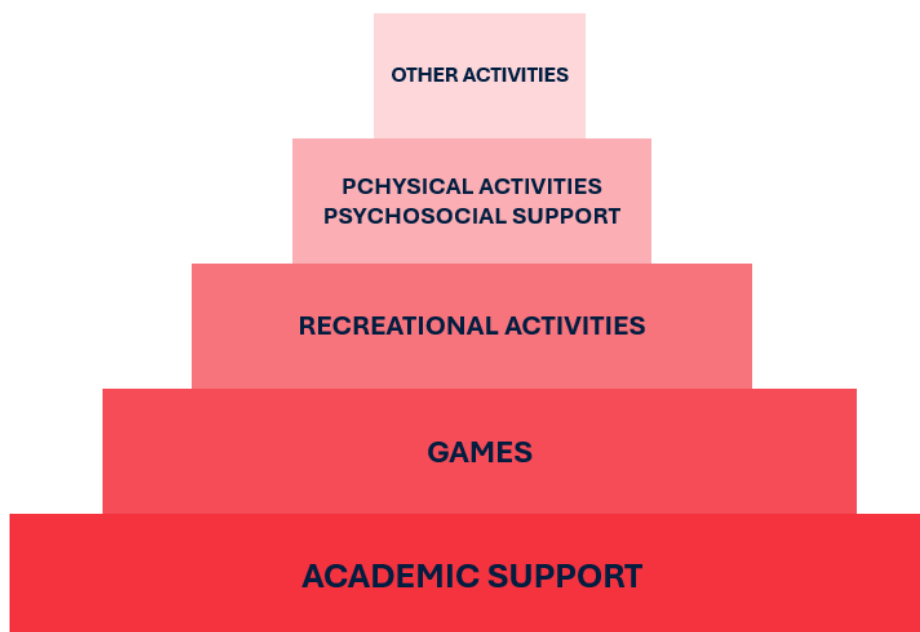 OTHER ACTIVITIES
PCHYSICAL ACTIVITIES
PSYCHOSOCIAL SUPPORT
RECREATIONAL ACTIVITIES
GAMES
ACADEMIC SUPPORT